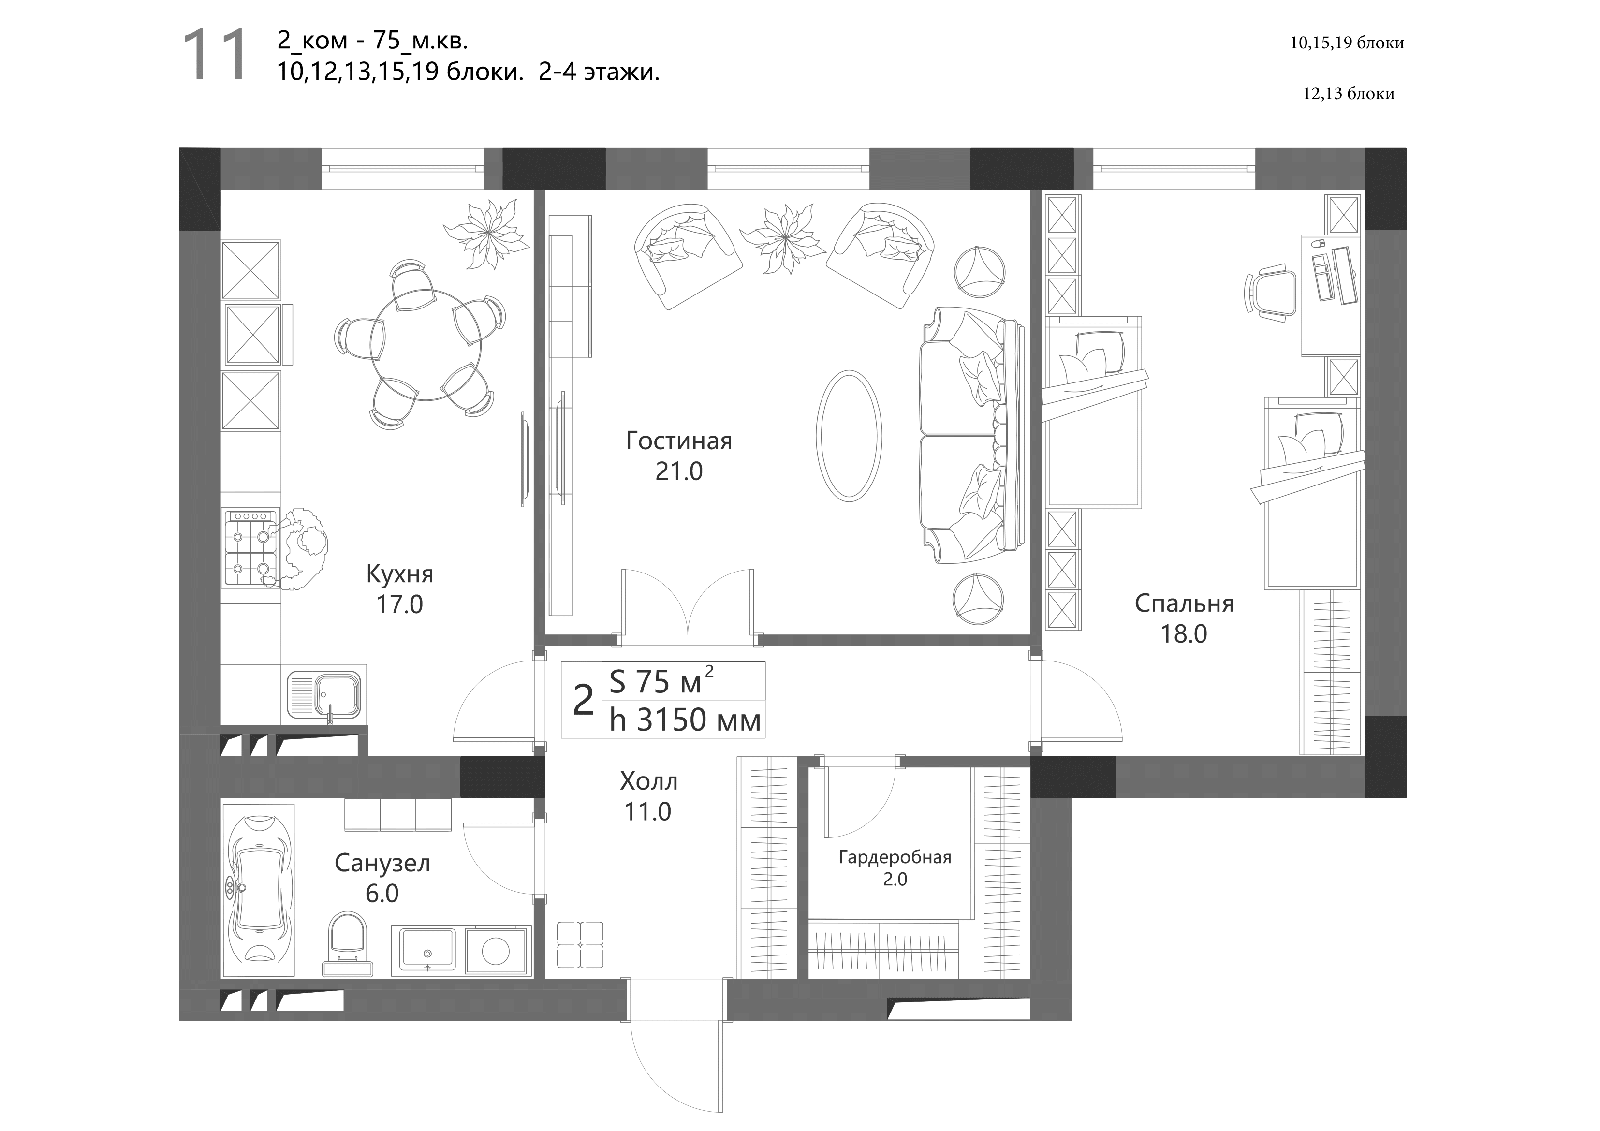 11
2_ком - 75_м.кв.
10,12,13,15,19 блоки. 2-4 этажи.
10,15,19 блоки
12,13 блоки
Гостиная
21.0
Кухня
17.0
Спальня
18.0
2
S 75 м²
h 3150 мм
Холл
11.0
Санузел
6.0
Гардеробная
2.0